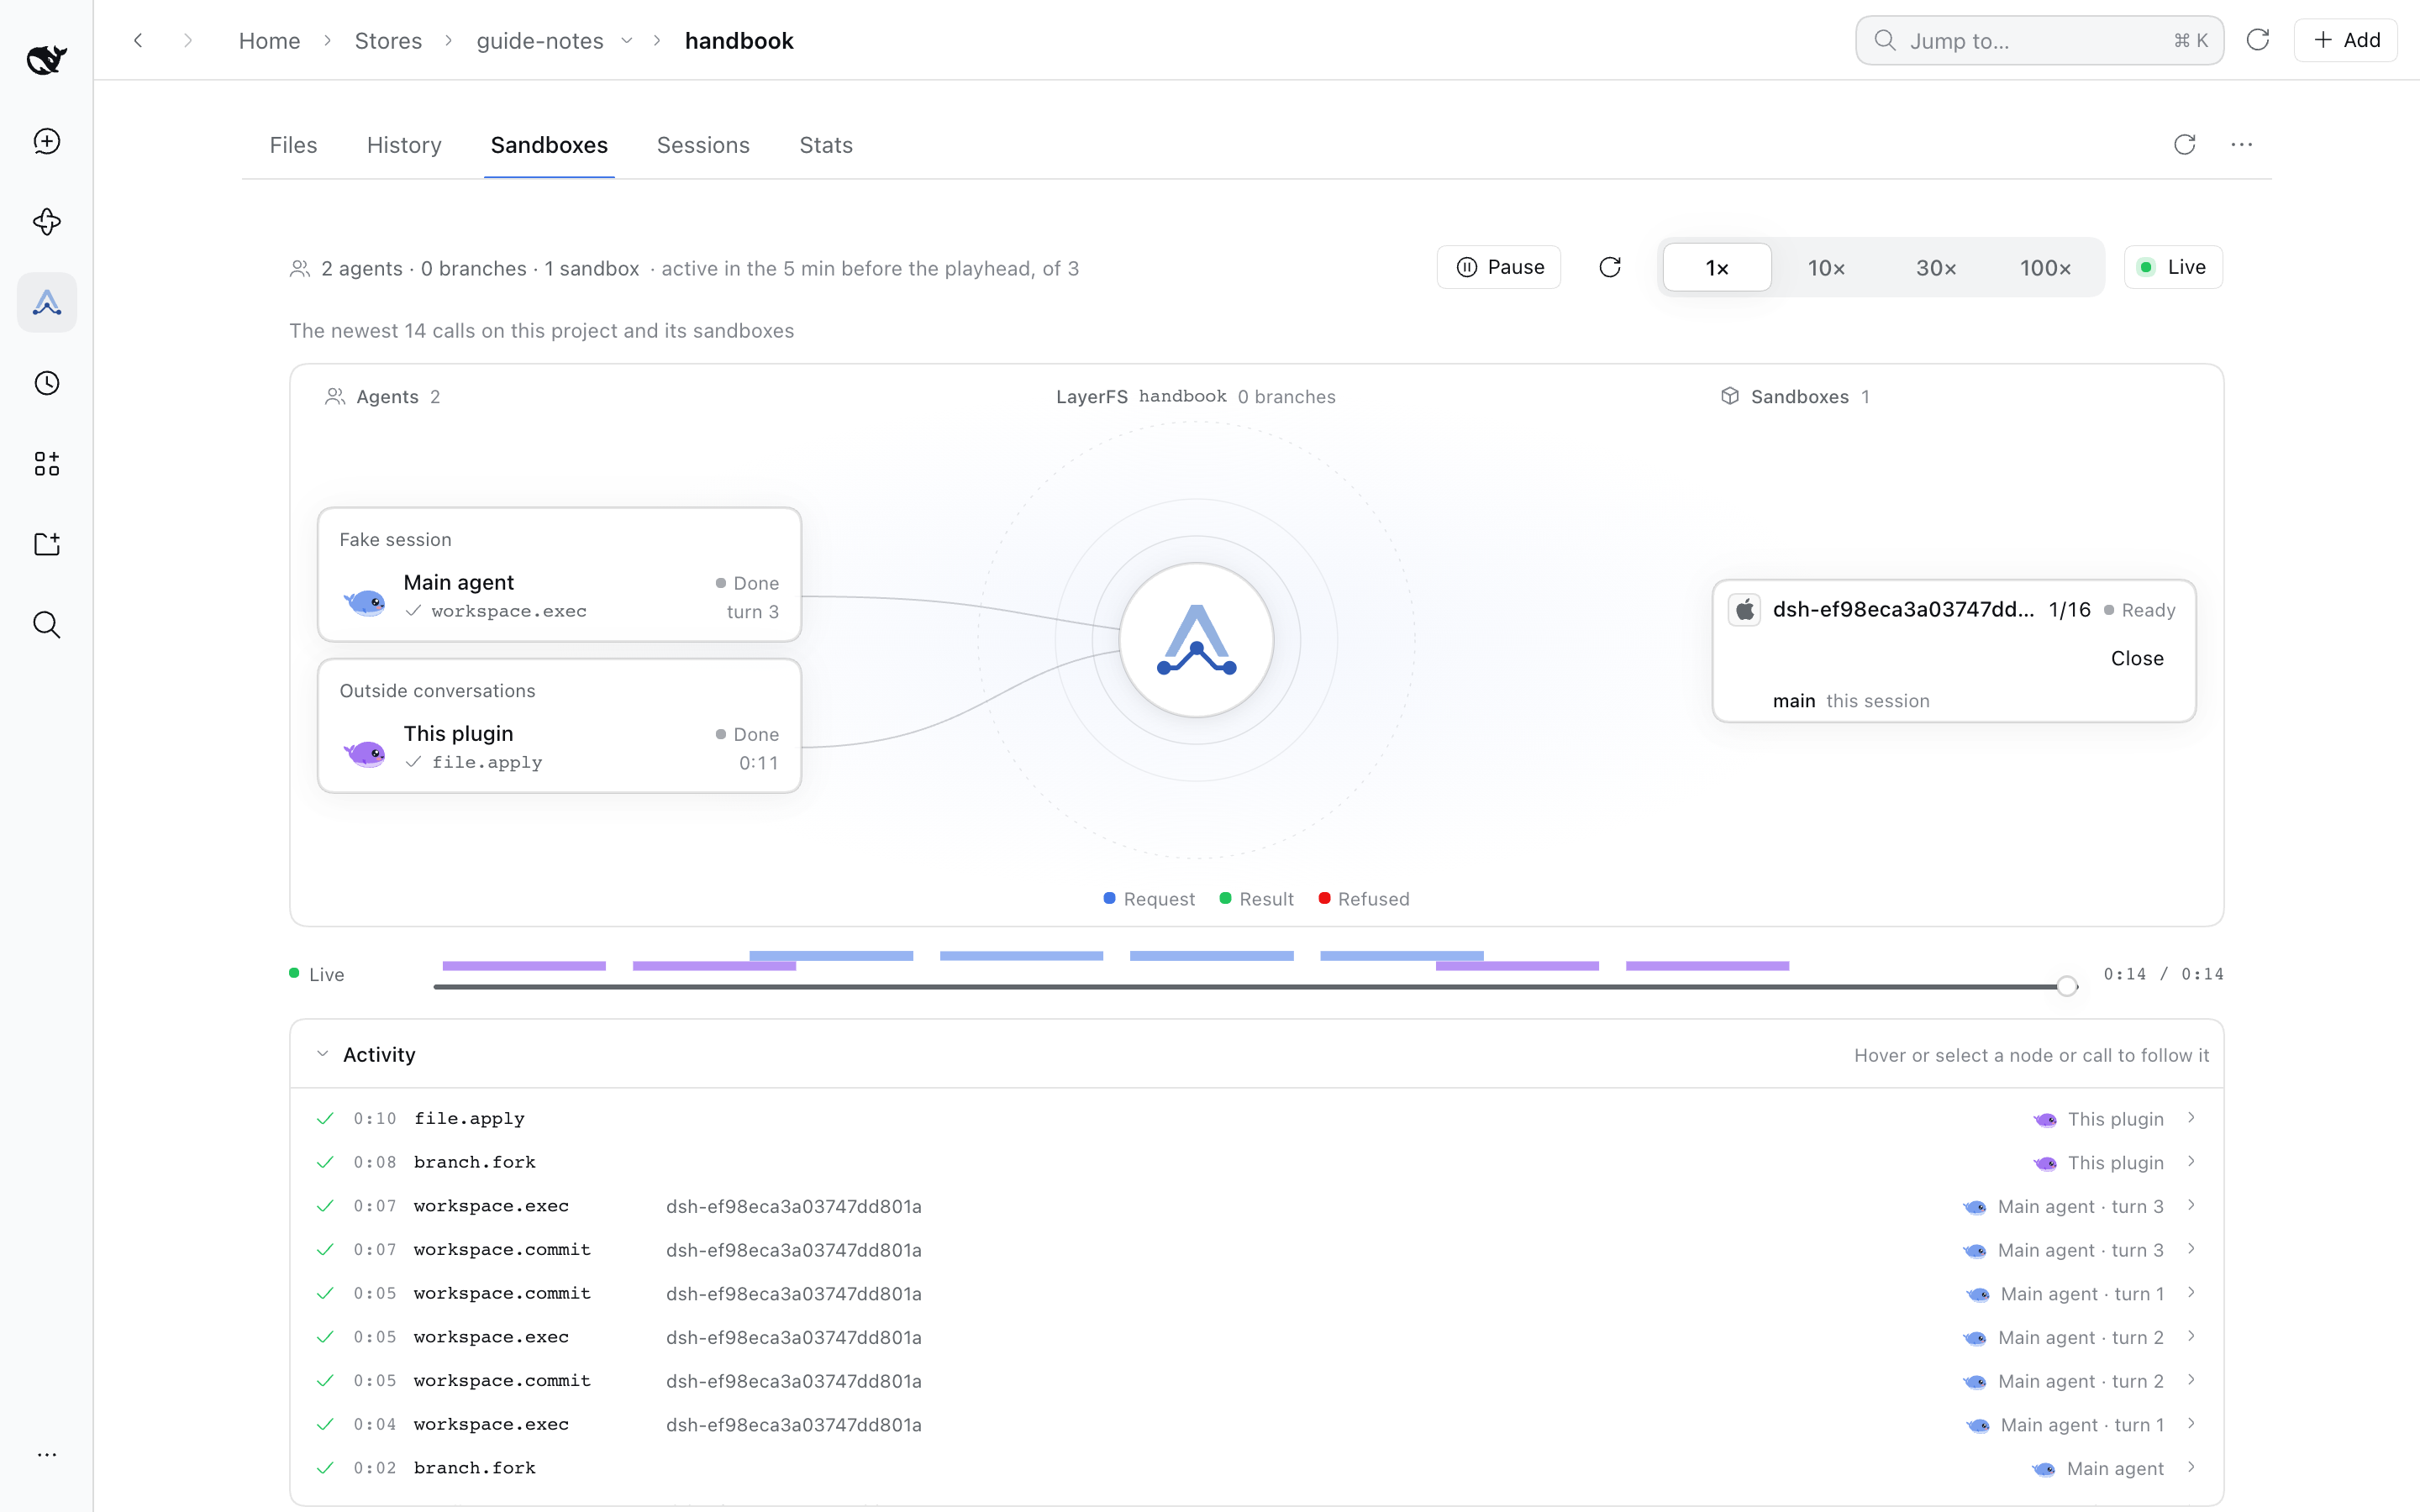 Home > Stores > guide-notes > handbook
Jump to... ⌘ K
+ Add
Files History Sandboxes Sessions Stats
2 agents · 0 branches · 1 sandbox · active in the 5 min before the playhead, of 3
Pause 1× 10× 30× 100× Live
The newest 14 calls on this project and its sandboxes
Agents 2
LayerFS handbook 0 branches
Sandboxes 1
Fake session
Main agent Done
workspace.exec turn 3
Outside conversations
This plugin Done
file.apply 0:11
dsh-ef98eca3a03747dd... 1/16 Ready
Close
main this session
Request Result Refused
Live 0:14 / 0:14
Activity Hover or select a node or call to follow it
0:10 file.apply This plugin
0:08 branch.fork This plugin
0:07 workspace.exec dsh-ef98eca3a03747dd801a Main agent · turn 3
0:07 workspace.commit dsh-ef98eca3a03747dd801a Main agent · turn 3
0:05 workspace.commit dsh-ef98eca3a03747dd801a Main agent · turn 1
0:05 workspace.exec dsh-ef98eca3a03747dd801a Main agent · turn 2
0:05 workspace.commit dsh-ef98eca3a03747dd801a Main agent · turn 2
0:04 workspace.exec dsh-ef98eca3a03747dd801a Main agent · turn 1
0:02 branch.fork Main agent